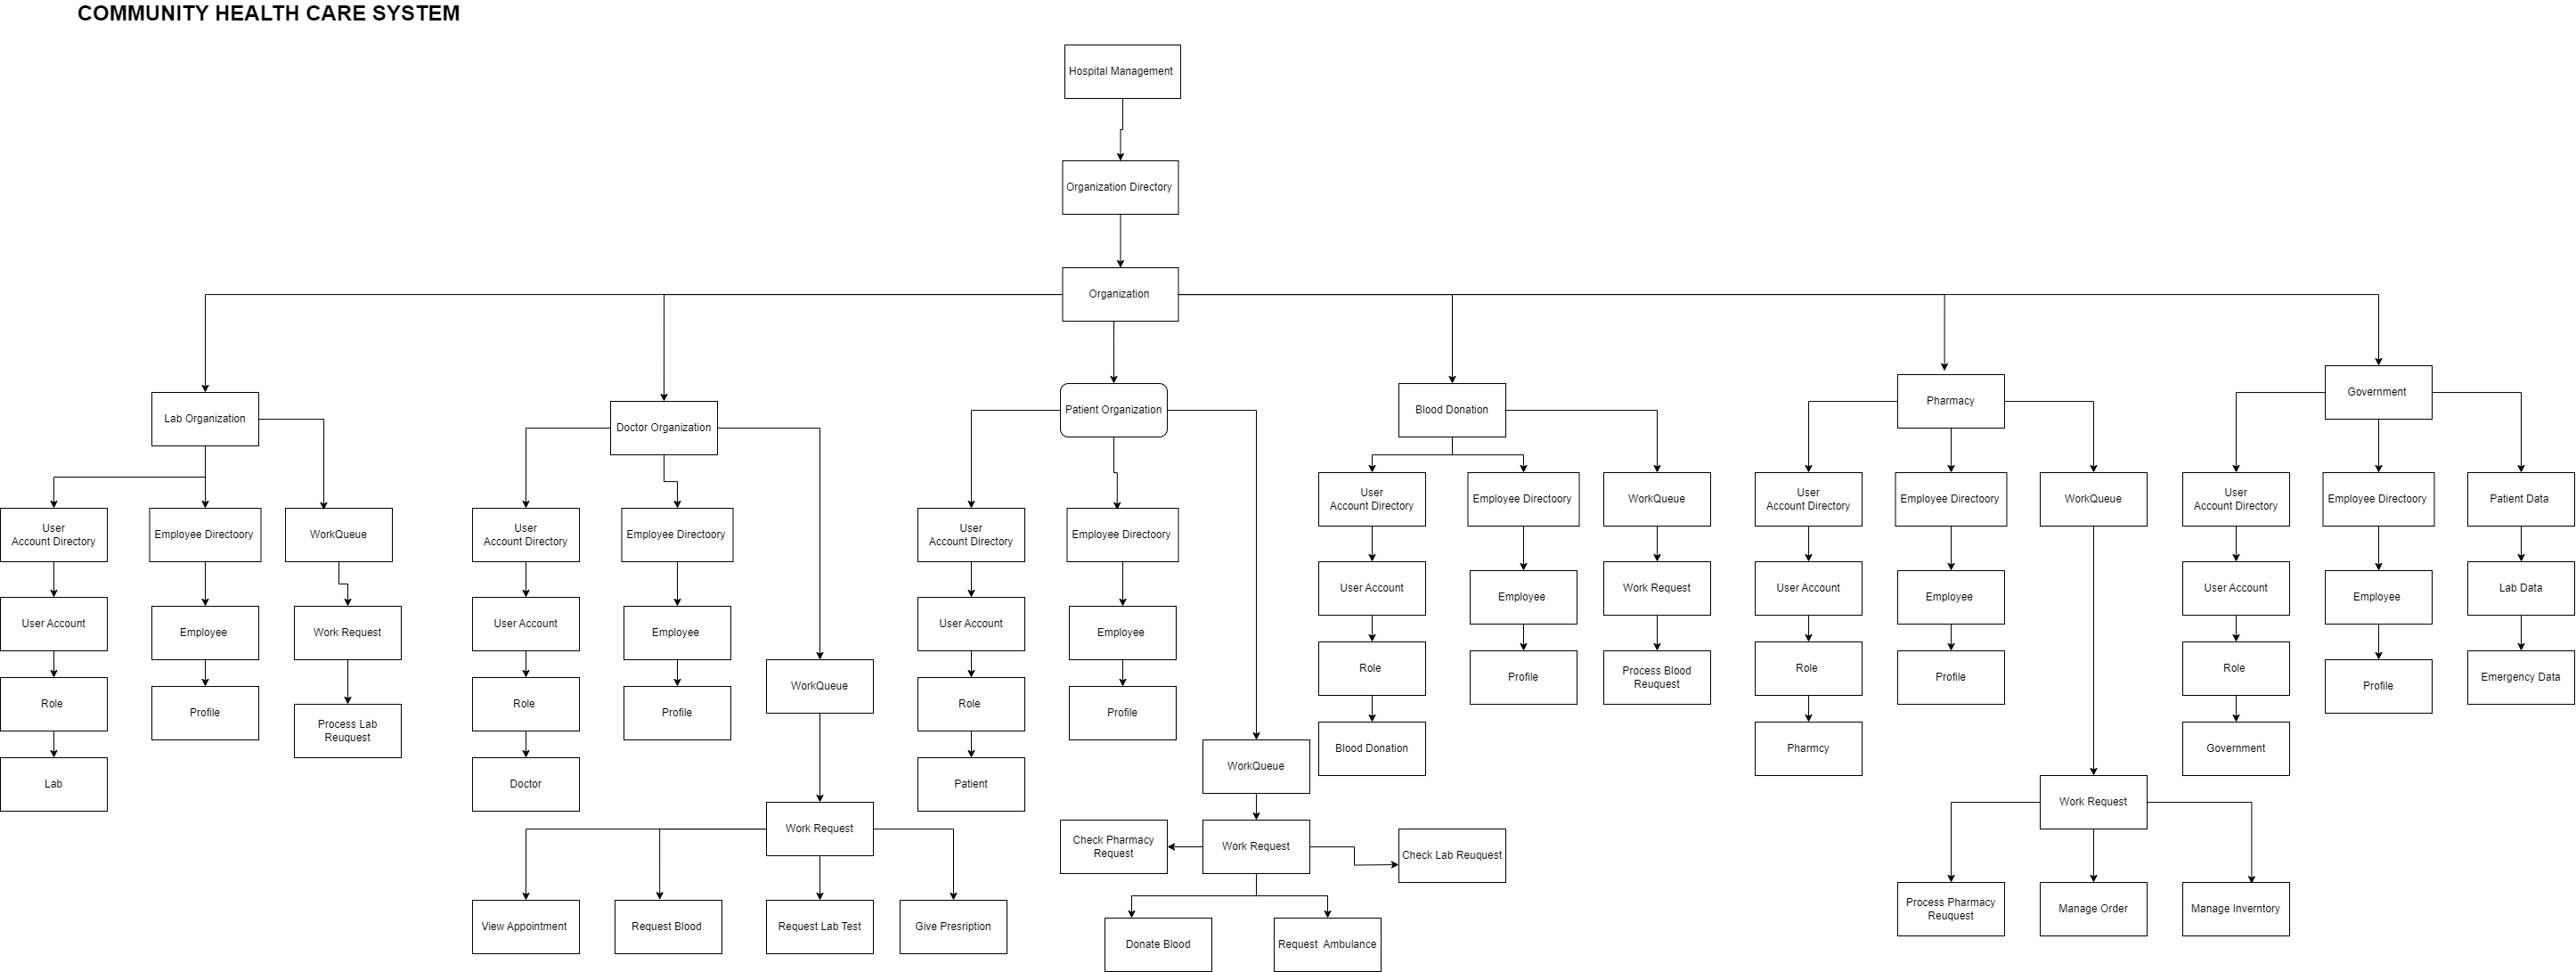 COMMUNITY HEALTH CARE SYSTEM
Hospital Management
Organization Directory
Organization
Lab Organization
Doctor Organization
Patient Organization
Blood Donation
Pharmacy
Government
User
Account Directory
Employee Directoory
WorkQueue
User Account
Employee
Work Request
Role
Profile
Process Lab
Reuquest
Lab
User
Account Directory
Employee Directoory
User Account
Employee
WorkQueue
Role
Profile
Doctor
Work Request
View Appointment
Request Blood
Request Lab Test
Give Presription
User
Account Directory
Employee Directoory
User Account
Employee
Role
Profile
Patient
WorkQueue
Check Pharmacy
Request
Work Request
Check Lab Reuquest
Donate Blood
Request  Ambulance
User
Account Directory
Employee Directoory
WorkQueue
User Account
Employee
Work Request
Role
Profile
Process Blood
Reuquest
Blood Donation
User
Account Directory
Employee Directoory
WorkQueue
User Account
Employee
Role
Profile
Pharmcy
Work Request
Process Pharmacy
Reuquest
Manage Order
Manage Inverntory
User
Account Directory
Employee Directoory
Patient Data
User Account
Employee
Lab Data
Role
Profile
Emergency Data
Government